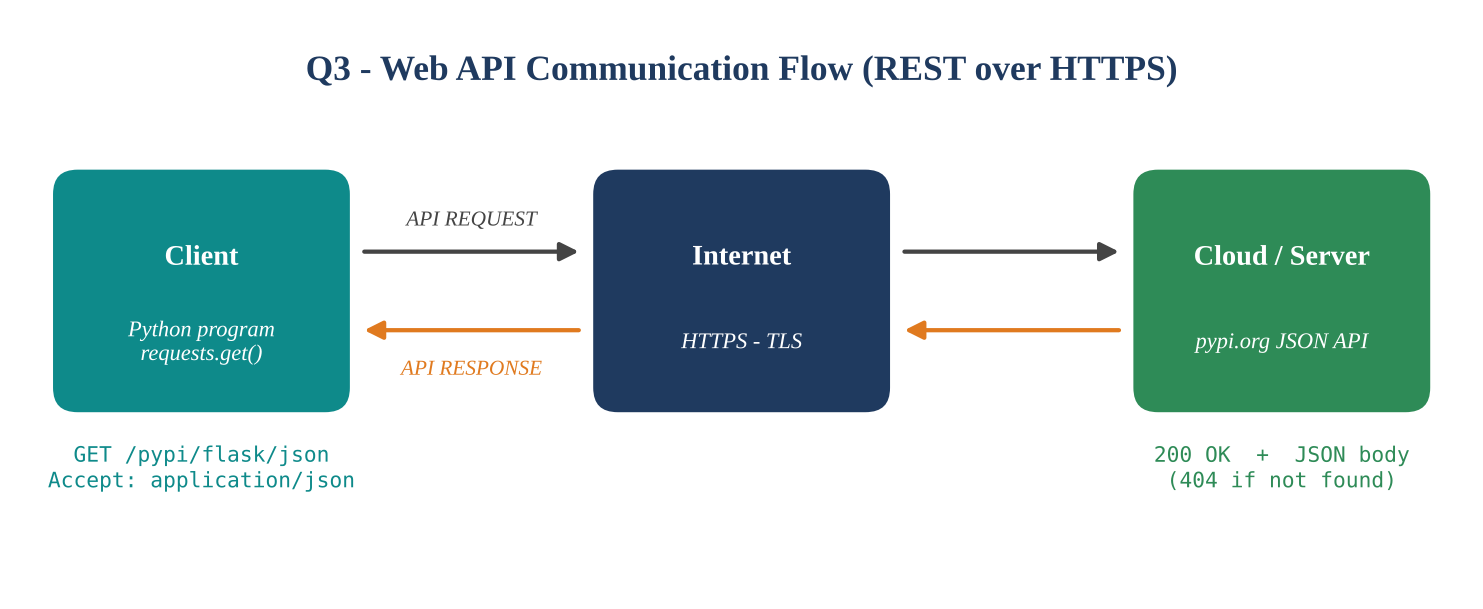 Q3 - Web API Communication Flow (REST over HTTPS)
API REQUEST
Client
Internet
Cloud / Server
Python program
requests.get()
HTTPS - TLS
pypi.org JSON API
API RESPONSE
GET /pypi/flask/json
Accept: application/json
200 OK  +  JSON body
(404 if not found)